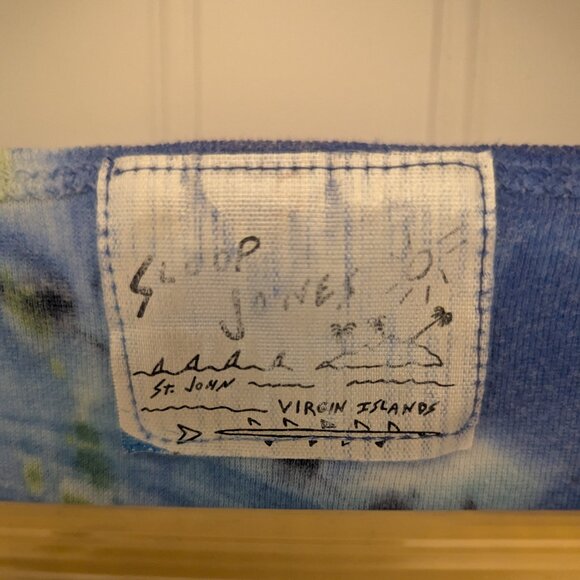 SLOOP
JONES
ST. JOHN
VIRGIN ISLANDS